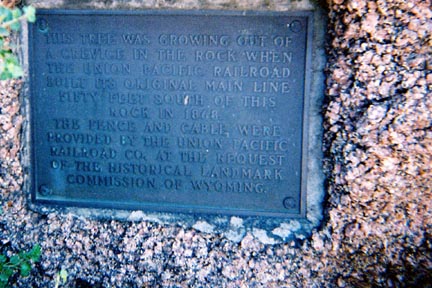 THIS TREE WAS GROWING OUT OF
A CREVICE IN THE ROCK WHEN
THE UNION PACIFIC RAILROAD
BUILT ITS ORIGINAL MAIN LINE
FIFTY FEET SOUTH OF THIS
ROCK IN 1868.
THE FENCE AND CABLE, WERE
PROVIDED BY THE UNION PACIFIC
RAILROAD CO. AT THE REQUEST
OF THE HISTORICAL LANDMARK
COMMISSION OF WYOMING.